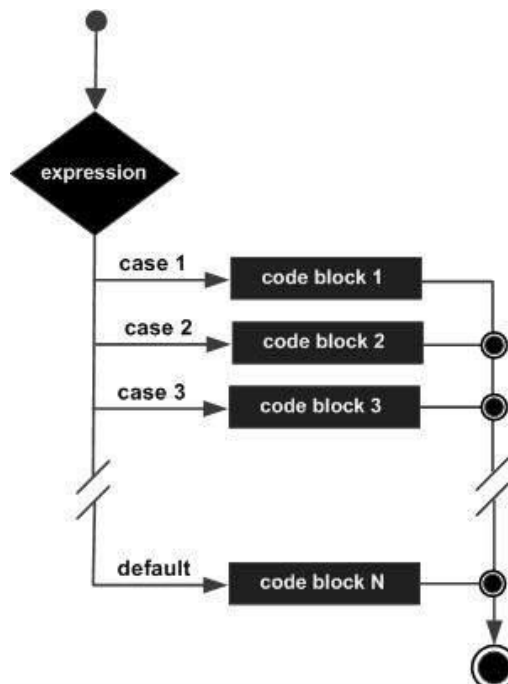 expression
case 1
code block 1
case 2
code block 2
case 3
code block 3
default
code block N